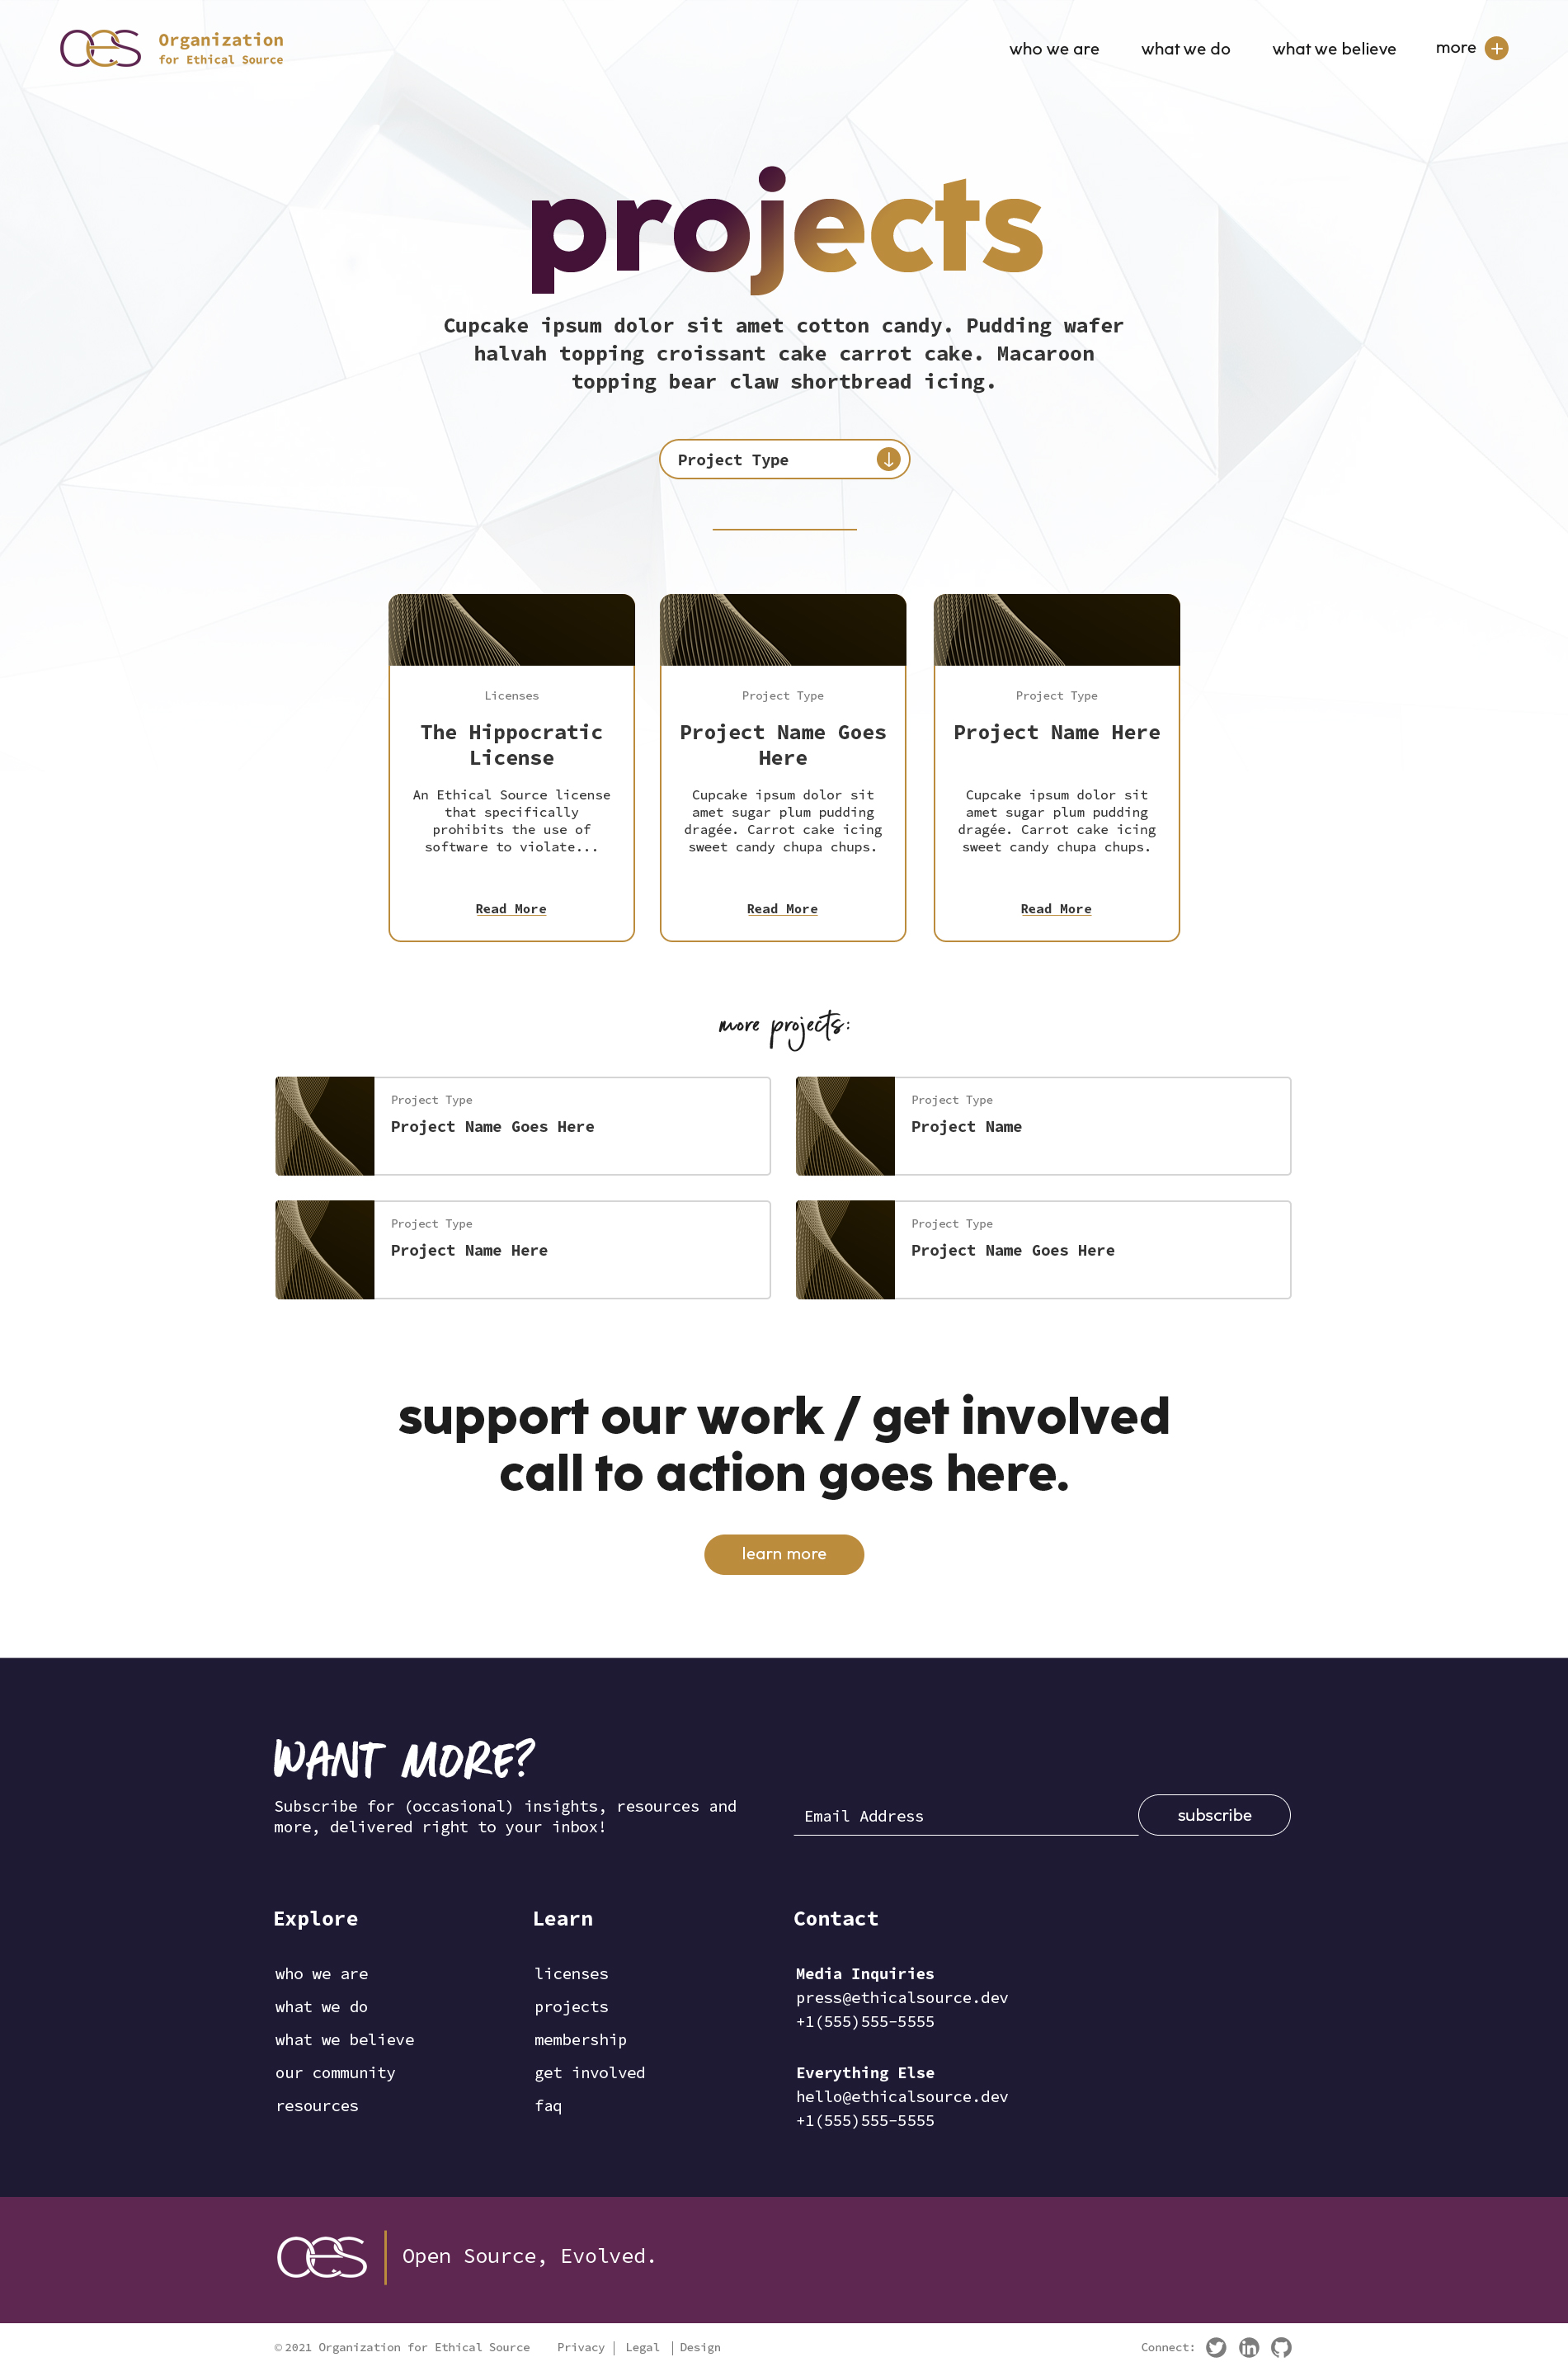 OES
Organization
for Ethical Source
who we are
what we do
what we believe
more
projects
Cupcake ipsum dolor sit amet cotton candy. Pudding wafer
halvah topping croissant cake carrot cake. Macaroon
topping bear claw shortbread icing.
Project Type
Licenses
The Hippocratic
License
An Ethical Source license
that specifically
prohibits the use of
software to violate...
Read More
Project Type
Project Name Goes
Here
Cupcake ipsum dolor sit
amet sugar plum pudding
dragée. Carrot cake icing
sweet candy chupa chups.
Read More
Project Type
Project Name Here
Cupcake ipsum dolor sit
amet sugar plum pudding
dragée. Carrot cake icing
sweet candy chupa chups.
Read More
more projects:
Project Type
Project Name Goes Here
Project Type
Project Name
Project Type
Project Name Here
Project Type
Project Name Goes Here
support our work / get involved
call to action goes here.
learn more
WANT MORE?
Subscribe for (occasional) insights, resources and
more, delivered right to your inbox!
Email Address
subscribe
Explore
who we are
what we do
what we believe
our community
resources
Learn
licenses
projects
membership
get involved
faq
Contact
Media Inquiries
press@ethicalsource.dev
+1(555)555-5555
Everything Else
hello@ethicalsource.dev
+1(555)555-5555
OES
Open Source, Evolved.
© 2021 Organization for Ethical Source
Privacy | Legal | Design
Connect: